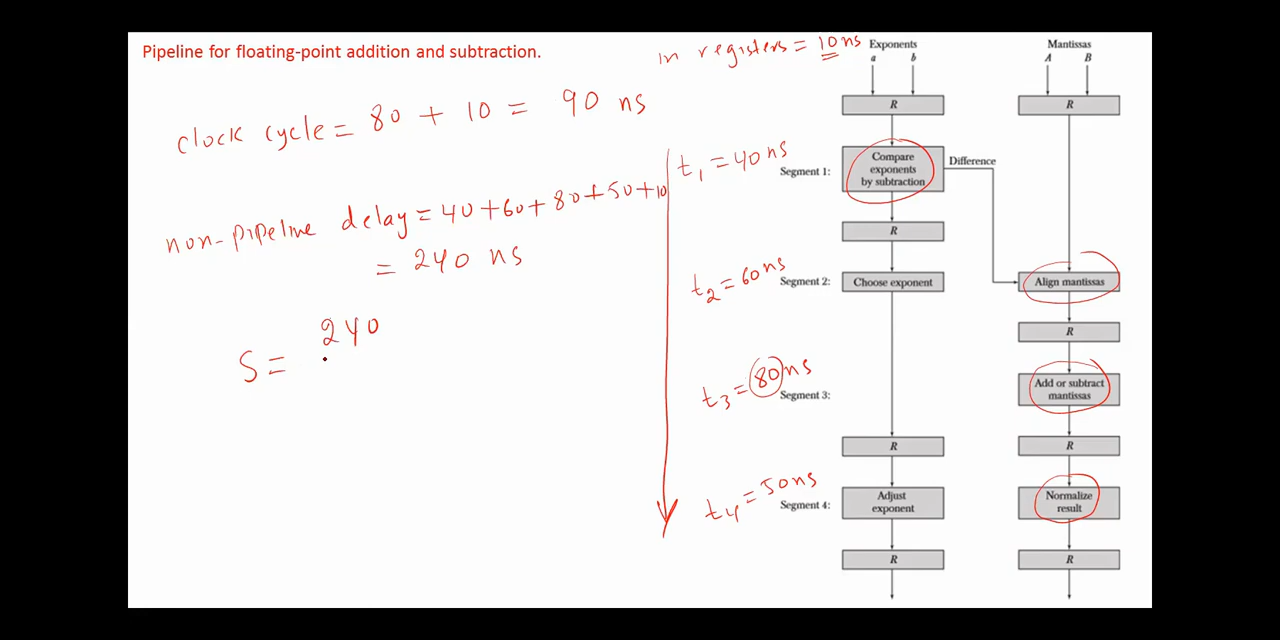 Pipeline for floating-point addition and subtraction.
in registers = 10ns
clock cycle = 80 + 10 = 90 ns
non-pipeline delay = 40+60+80+50+10
= 240 ns
S = 240
t1 = 40ns
t2 = 60ns
t3 = 80ns
t4 = 50ns
Exponents
a b
Mantissas
A B
R
R
Segment 1:
Compare
exponents
by subtraction
Difference
R
Segment 2:
Choose exponent
Align mantissas
R
Segment 3:
Add or subtract
mantissas
R
R
Segment 4:
Adjust
exponent
Normalize
result
R
R